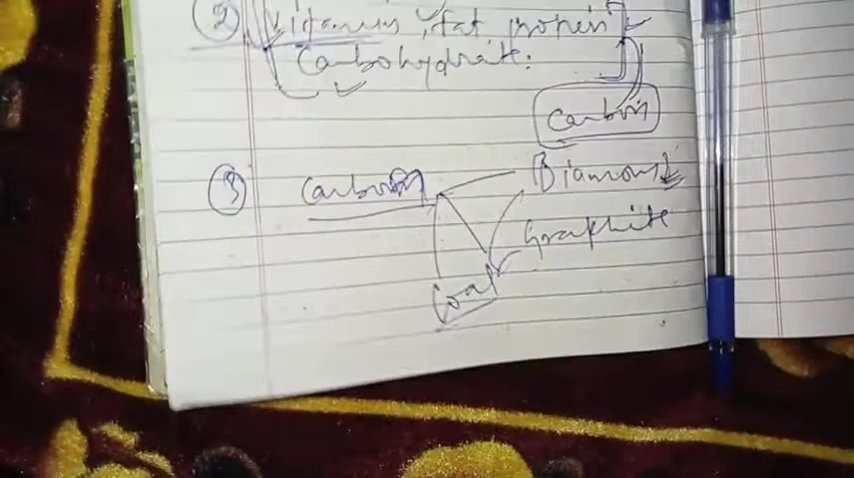 2 Vitamins, fat protein
Carbohydrate.
Carbon
3 Carbon Diamond
Graphite
Coal